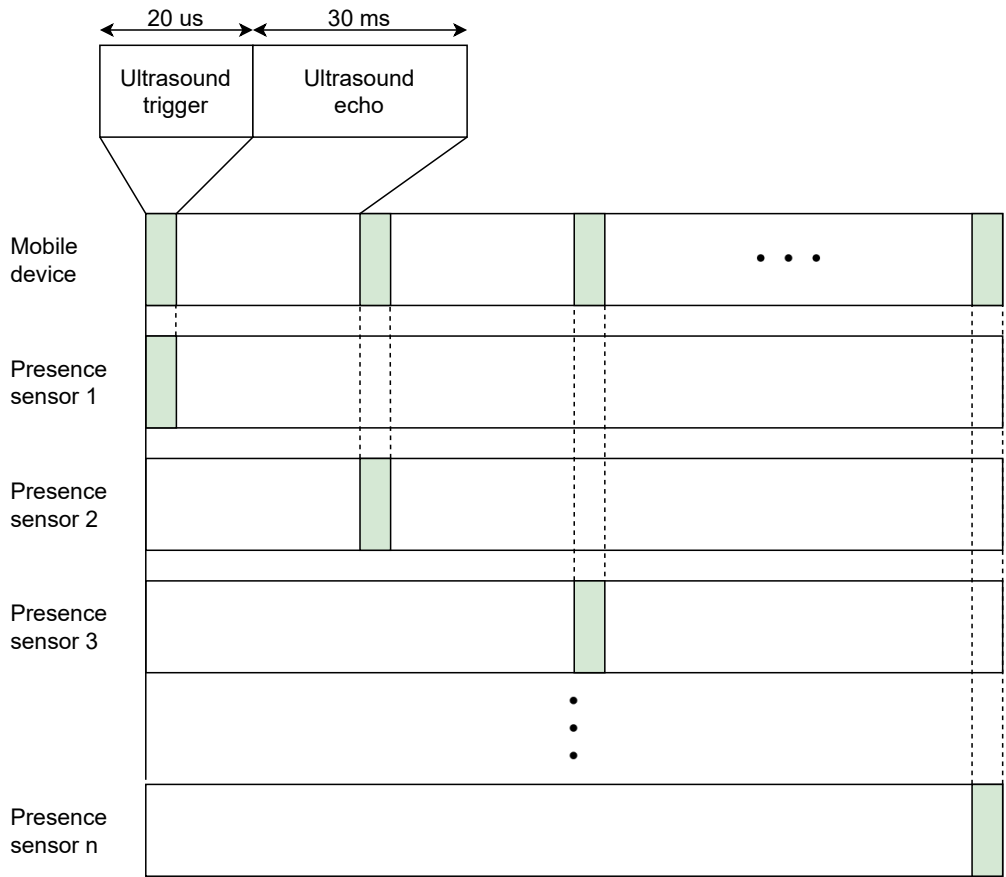 20 us
30 ms
Ultrasound
trigger
Ultrasound
echo
Mobile
device
Presence
sensor 1
Presence
sensor 2
Presence
sensor 3
Presence
sensor n